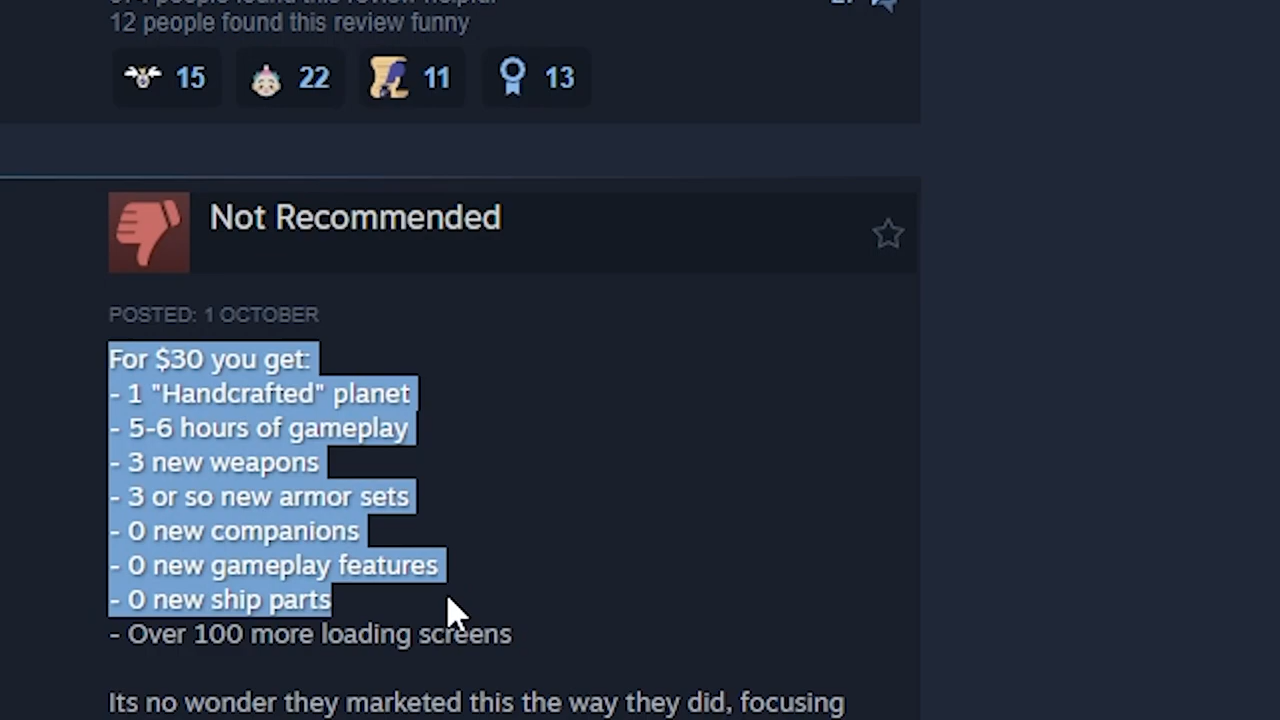 12 people found this review funny
15 22 11 13
Not Recommended
POSTED: 1 OCTOBER
For $30 you get:
- 1 "Handcrafted" planet
- 5-6 hours of gameplay
- 3 new weapons
- 3 or so new armor sets
- 0 new companions
- 0 new gameplay features
- 0 new ship parts
- Over 100 more loading screens
Its no wonder they marketed this the way they did, focusing